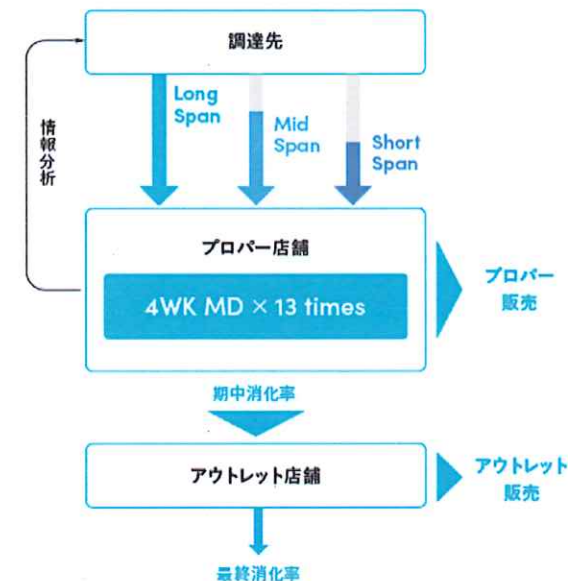 調達先
Long
Span
Mid
Span
Short
Span
情報分析
プロパー店舗
4WK MD × 13 times
プロパー
販売
期中消化率
アウトレット店舗
アウトレット
販売
最終消化率